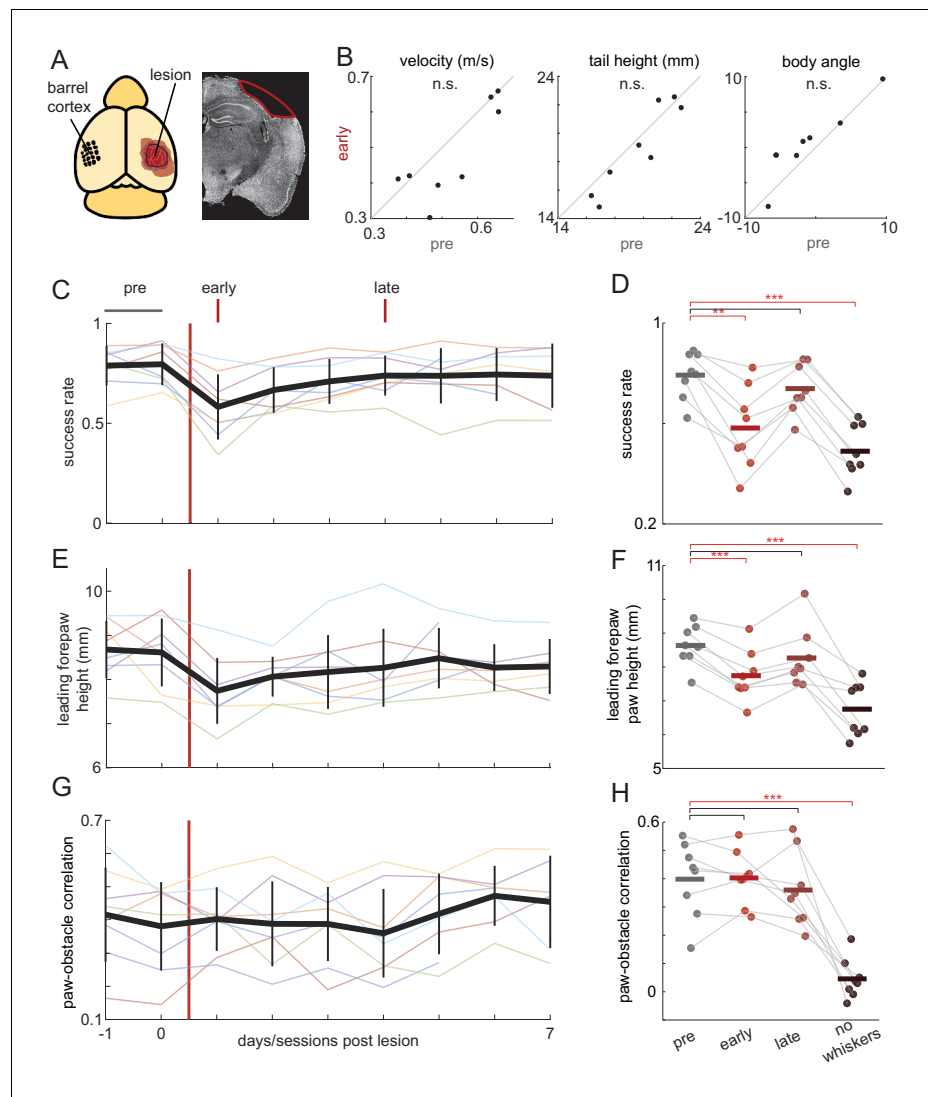 A
barrel
cortex
lesion
B
velocity (m/s)
n.s.
0.7
early
0.3
0.3
0.6
pre
tail height (mm)
n.s.
24
14
14
24
pre
body angle
n.s.
10
-10
-10
10
pre
C
pre
early
late
1
0.5
0
success rate
D
**
***
1
0.2
success rate
E
10
6
leading forepaw
height (mm)
F
***
***
11
5
leading forepaw
paw height (mm)
G
0.7
0.1
paw-obstacle correlation
-1
0
7
days/sessions post lesion
H
***
0.6
0
paw-obstacle correlation
pre
early
late
no
whiskers